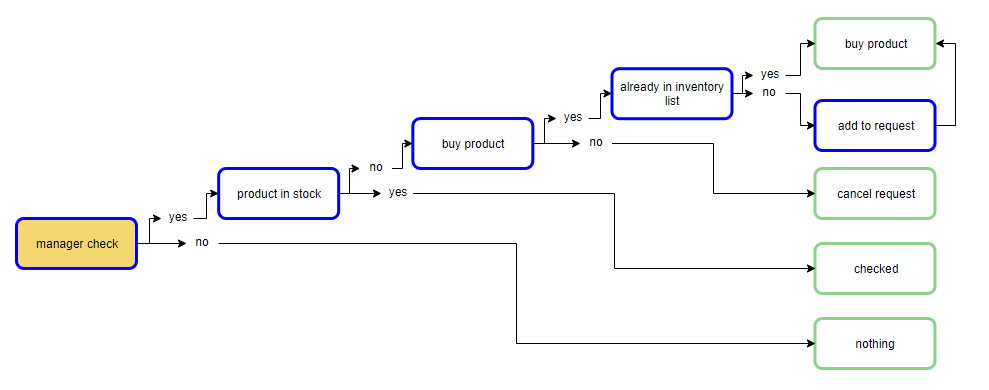 buy product
yes
already in inventory
list
no
add to request
yes
no
buy product
no
yes
product in stock
cancel request
yes
manager check
no
checked
nothing